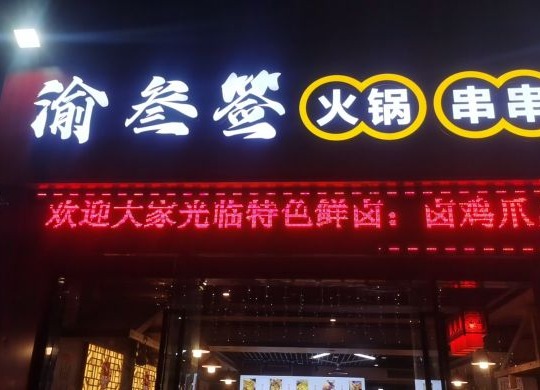 渝叁签 火锅 串串
欢迎大家光临特色鲜卤：卤鸡爪